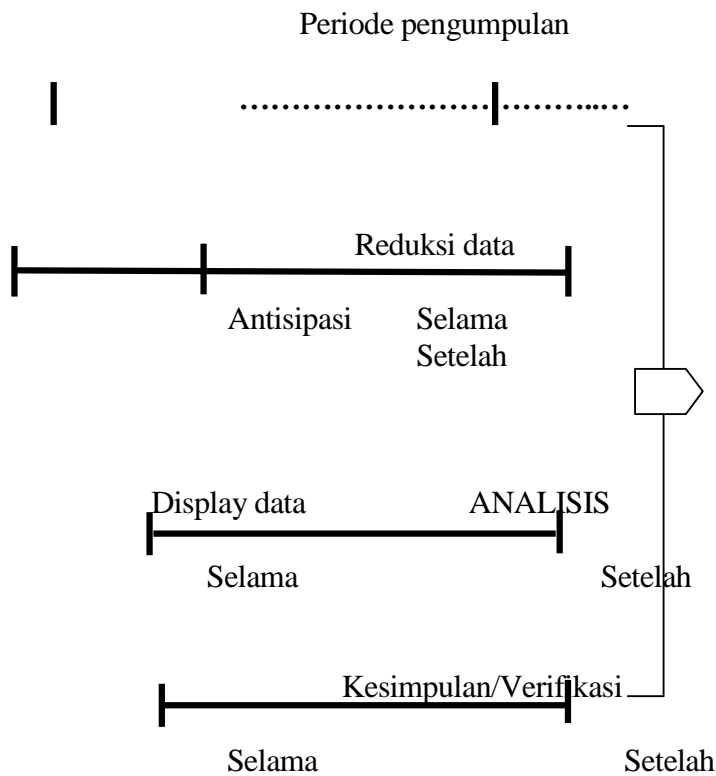 Periode pengumpulan
Reduksi data
Antisipasi Selama
Setelah
Display data ANALISIS
Selama Setelah
Kesimpulan/Verifikasi
Selama Setelah